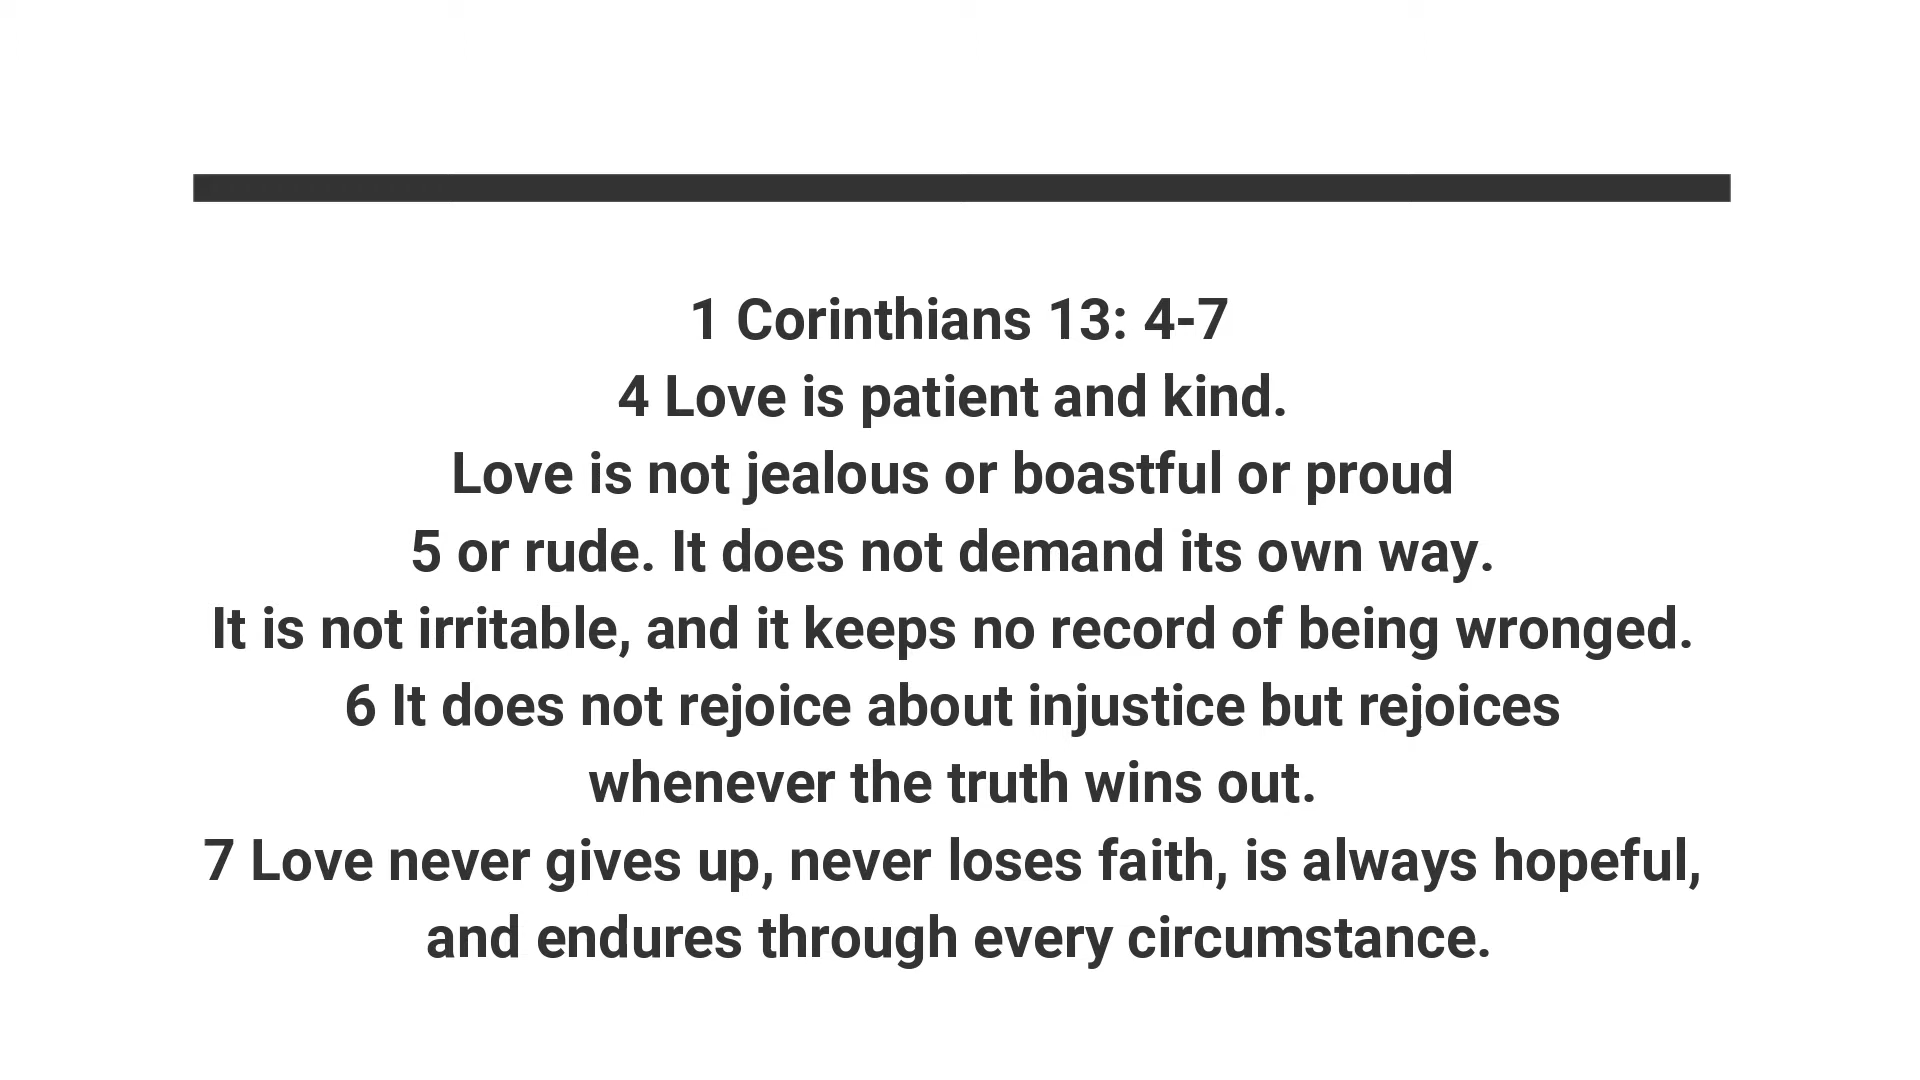 1 Corinthians 13: 4-7
4 Love is patient and kind.
Love is not jealous or boastful or proud
5 or rude. It does not demand its own way.
It is not irritable, and it keeps no record of being wronged.
6 It does not rejoice about injustice but rejoices
whenever the truth wins out.
7 Love never gives up, never loses faith, is always hopeful,
and endures through every circumstance.